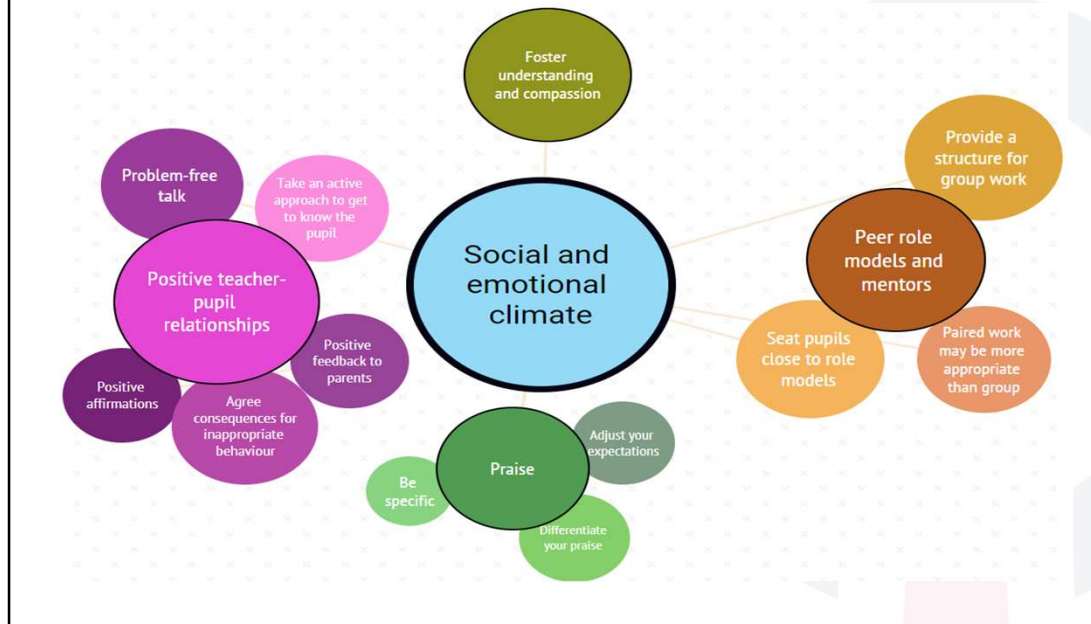 Foster
understanding
and compassion
Problem-free
talk
Take an active
approach to get
to know the
pupil
Positive teacher-
pupil
relationships
Positive
feedback to
parents
Positive
affirmations
Agree
consequences for
inappropriate
behaviour
Social and
emotional
climate
Provide a
structure for
group work
Peer role
models and
mentors
Seat pupils
close to role
models
Paired work
may be more
appropriate
than group
Praise
Adjust your
expectations
Be
specific
Differentiate
your praise